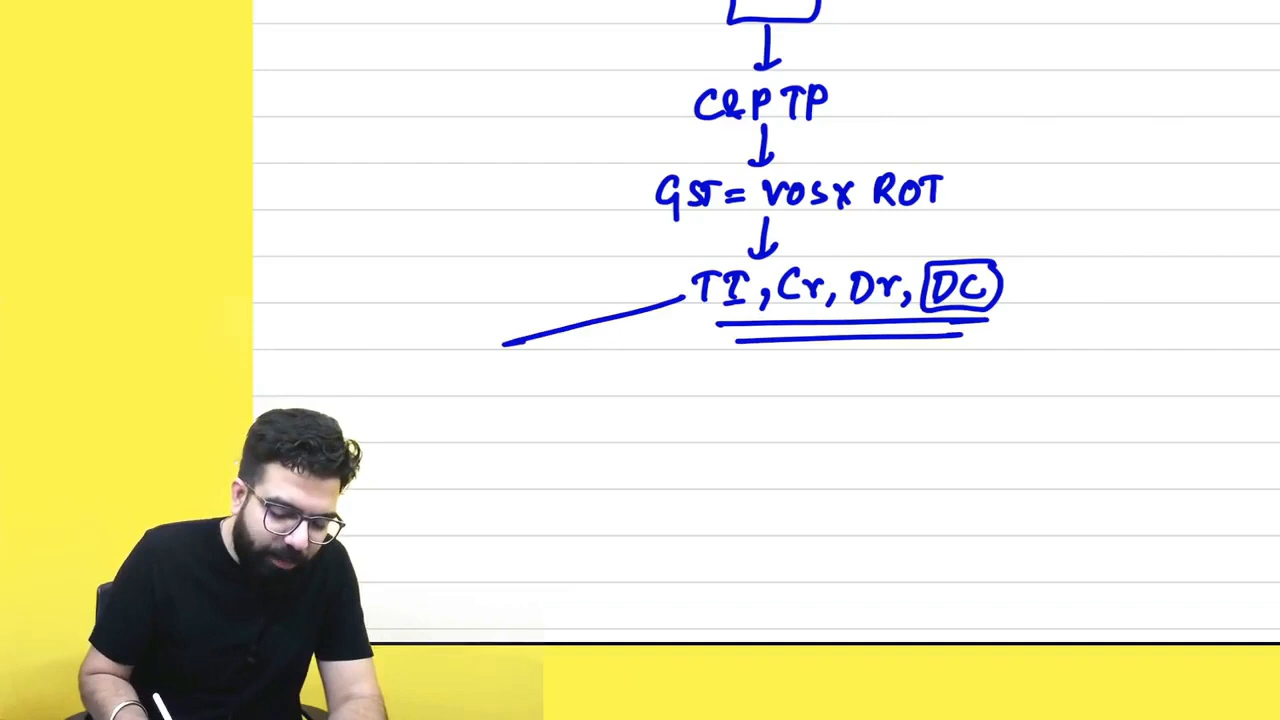 C&P TP
GST = VOS x ROT
TI, Cr, Dr, DC